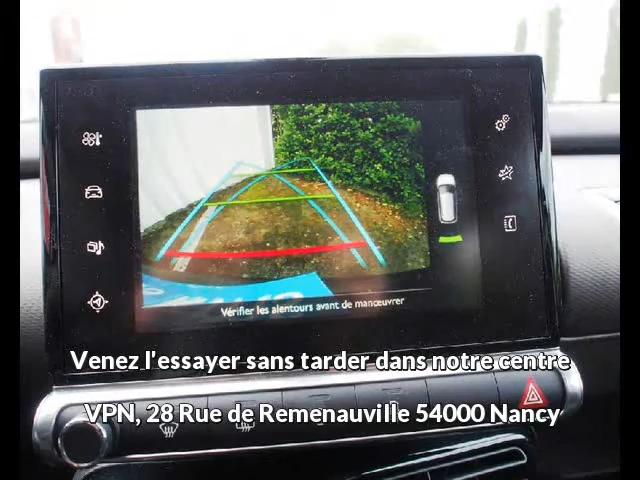 Vérifier les alentours avant de manœuvrer
Venez l'essayer sans tarder dans notre centre
VPN, 28 Rue de Remenauville 54000 Nancy